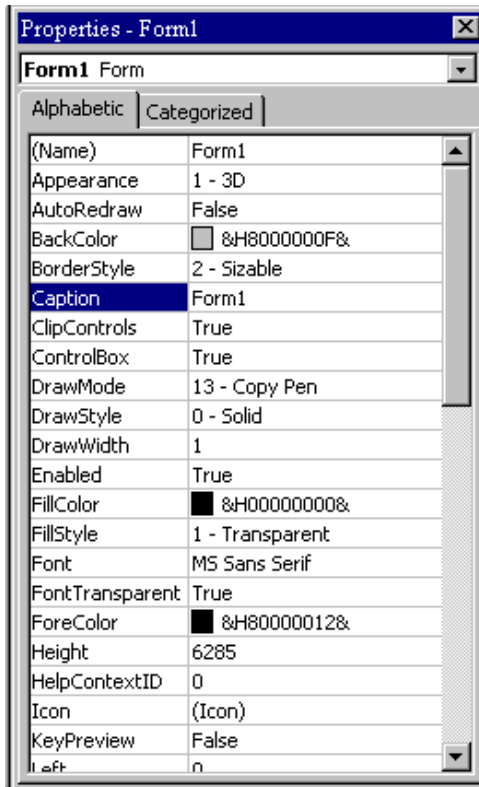 Properties - Form1
Form1 Form
Alphabetic Categorized
(Name) Form1
Appearance 1 - 3D
AutoRedraw False
BackColor &H8000000F&
BorderStyle 2 - Sizable
Caption Form1
ClipControls True
ControlBox True
DrawMode 13 - Copy Pen
DrawStyle 0 - Solid
DrawWidth 1
Enabled True
FillColor &H00000000&
FillStyle 1 - Transparent
Font MS Sans Serif
FontTransparent True
ForeColor &H80000012&
Height 6285
HelpContextID 0
Icon (Icon)
KeyPreview False
Left 0